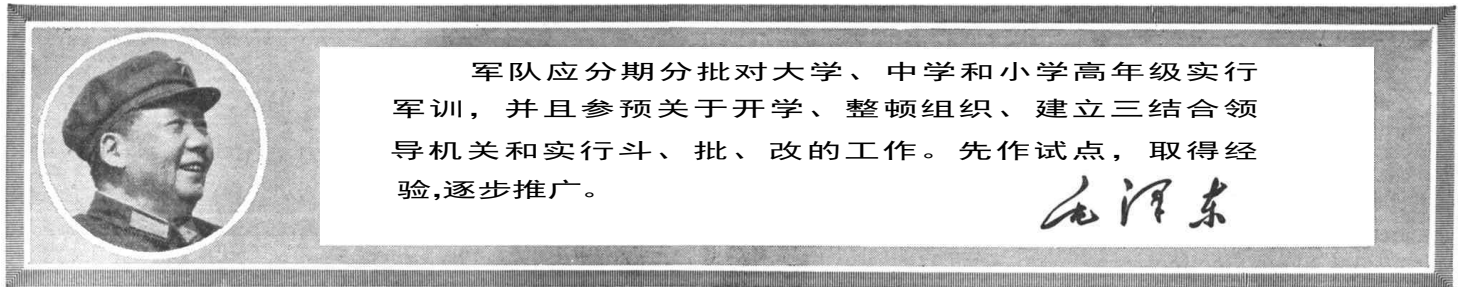 军队应分期分批对大学、中学和小学高年级实行
军训，并且参预关于开学、整顿组织、建立三结合领
导机关和实行斗、批、改的工作。先作试点，取得经
验,逐步推广。
毛泽东